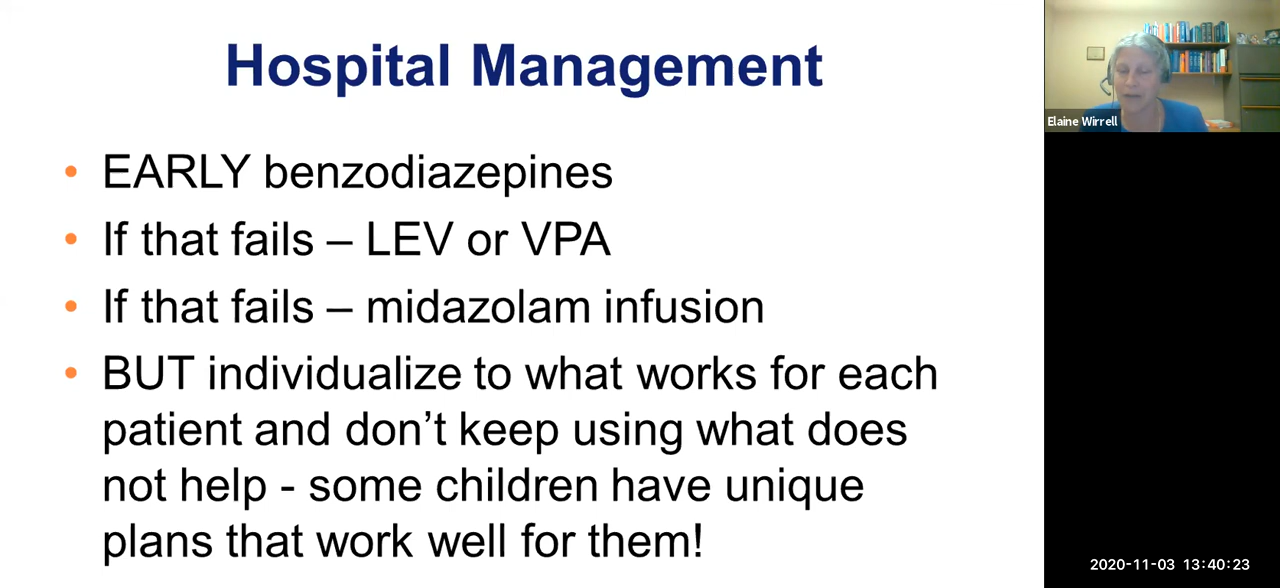 Hospital Management
• EARLY benzodiazepines
• If that fails – LEV or VPA
• If that fails – midazolam infusion
• BUT individualize to what works for each
patient and don’t keep using what does
not help - some children have unique
plans that work well for them!
Elaine Wirrell
2020-11-03 13:40:23